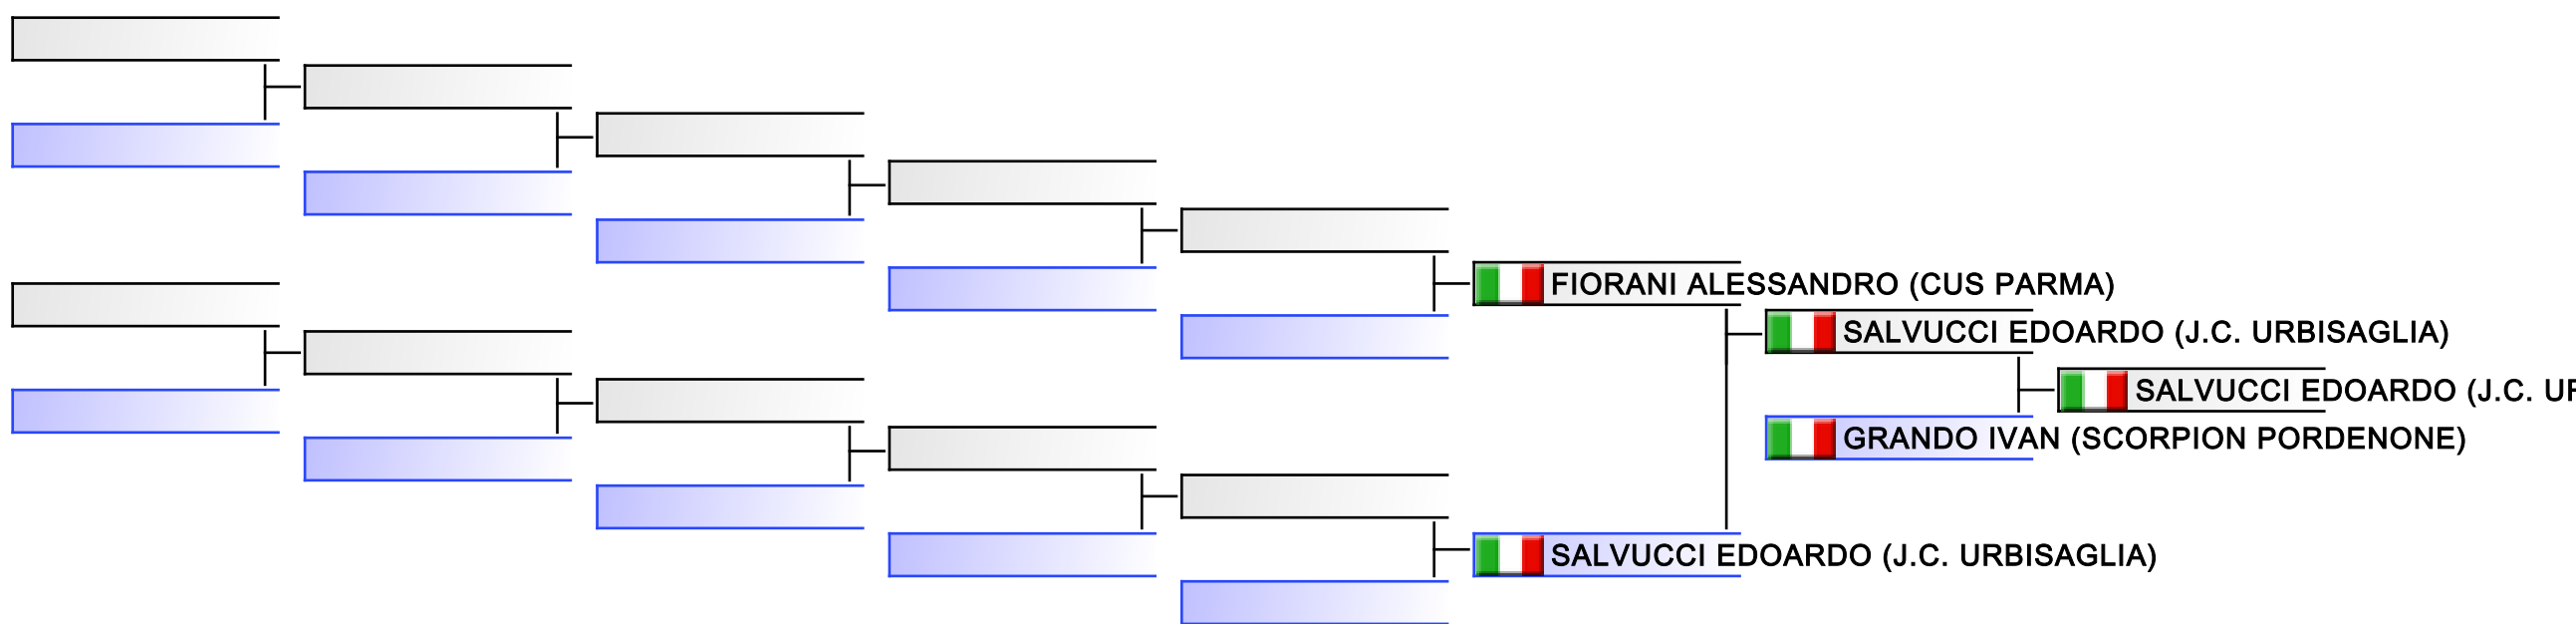 FIORANI ALESSANDRO (CUS PARMA)
SALVUCCI EDOARDO (J.C. URBISAGLIA)
SALVUCCI EDOARDO (J.C.
GRANDO IVAN (SCORPION PORDENONE)
SALVUCCI EDOARDO (J.C. URBISAGLIA)